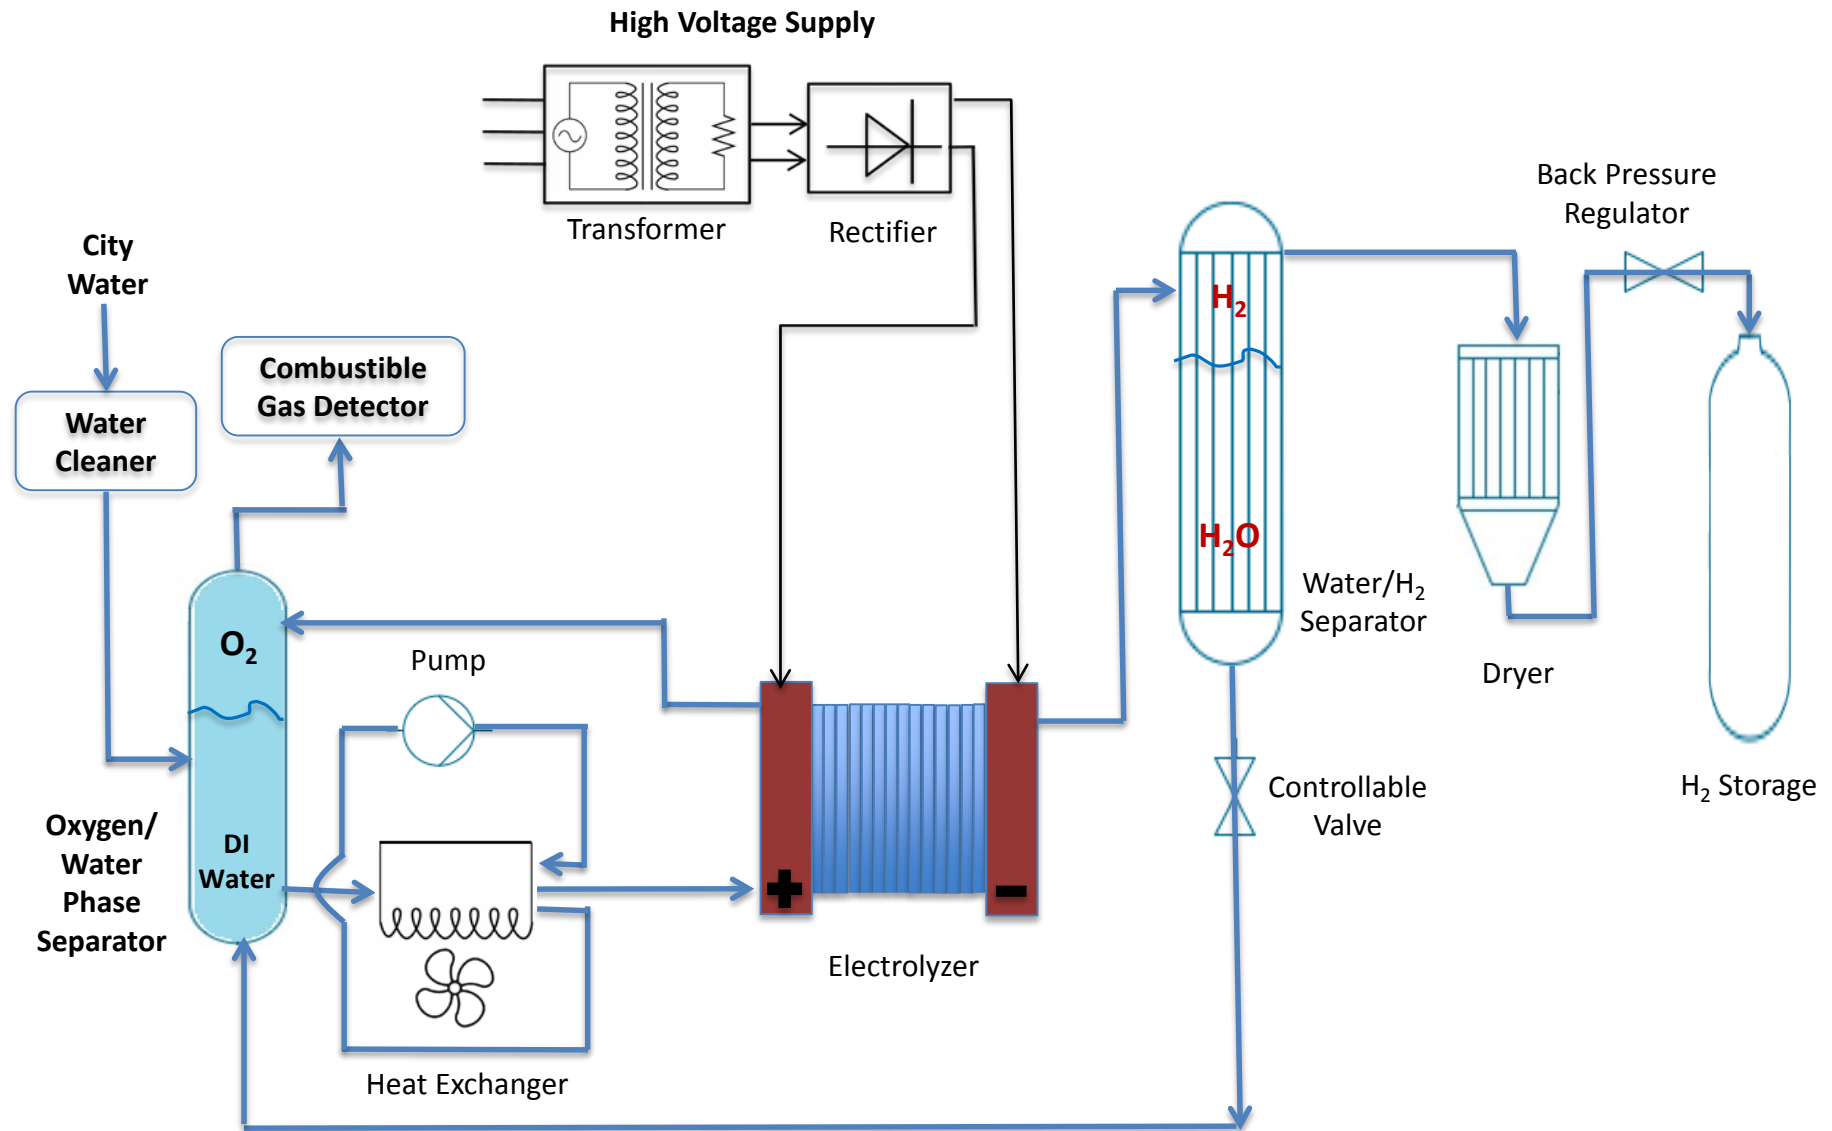 High Voltage Supply
Transformer
Rectifier
Back Pressure
Regulator
City
Water
Combustible
Gas Detector
Water
Cleaner
H₂
H₂O
Water/H₂
Separator
O₂
Pump
Dryer
H₂ Storage
Controllable
Valve
Oxygen/
Water
Phase
Separator
DI
Water
+
-
Electrolyzer
Heat Exchanger